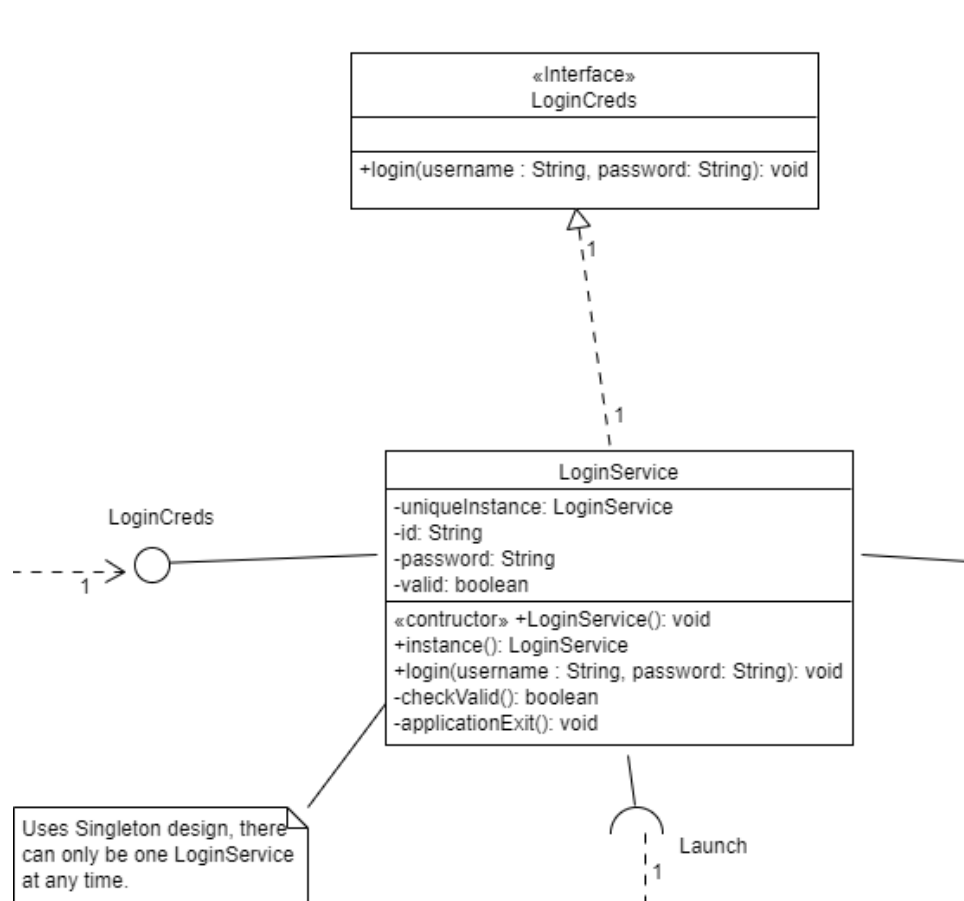 «Interface»
LoginCreds
+login(username : String, password: String): void
1
1
LoginService
-uniqueInstance: LoginService
-id: String
-password: String
-valid: boolean
«contructor» +LoginService(): void
+instance(): LoginService
+login(username : String, password: String): void
-checkValid(): boolean
-applicationExit(): void
LoginCreds
1
Uses Singleton design, there
can only be one LoginService
at any time.
Launch
1